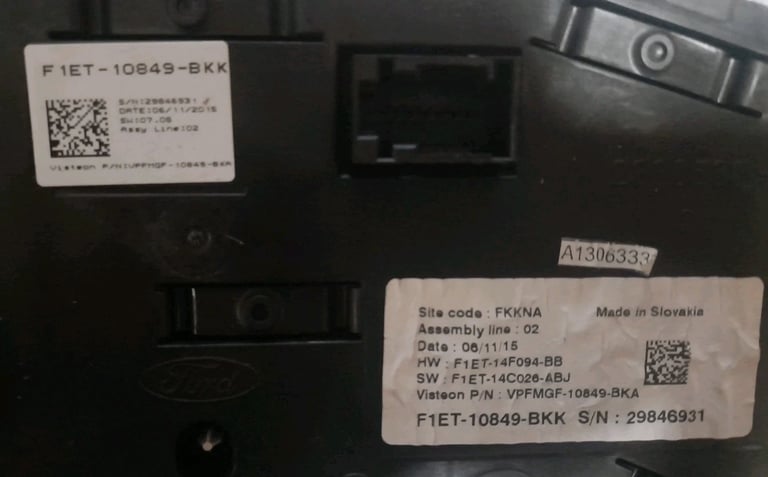 F1ET-10849-BKK
S/N:29846931
DATE:06/11/2015
SW:07.06
Assy Line:02
Visteon P/N:VPFMGF-10849-BKA
A1306333
Site code : FKKNA Made in Slovakia
Assembly line : 02
Date : 06/11/15
HW : F1ET-14F094-BB
SW : F1ET-14C026-ABJ
Visteon P/N : VPFMGF-10849-BKA
F1ET-10849-BKK S/N : 29846931
Ford